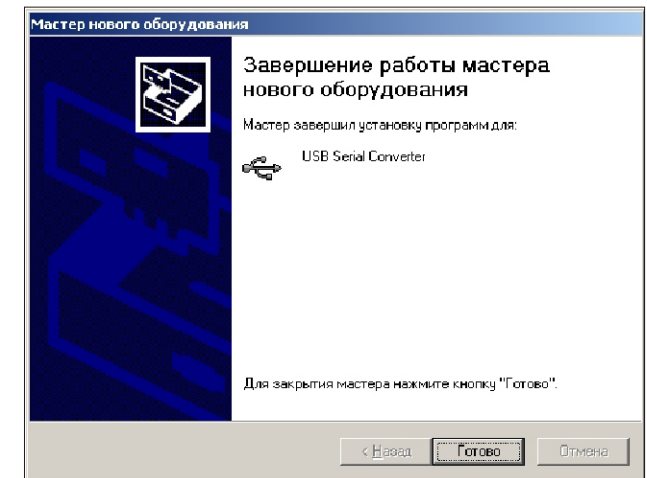 Мастер нового оборудования
Завершение работы мастера
нового оборудования
Мастер завершил установку программ для:
USB Serial Converter
Для закрытия мастера нажмите кнопку "Готово".
< Назад
Готово
Отмена